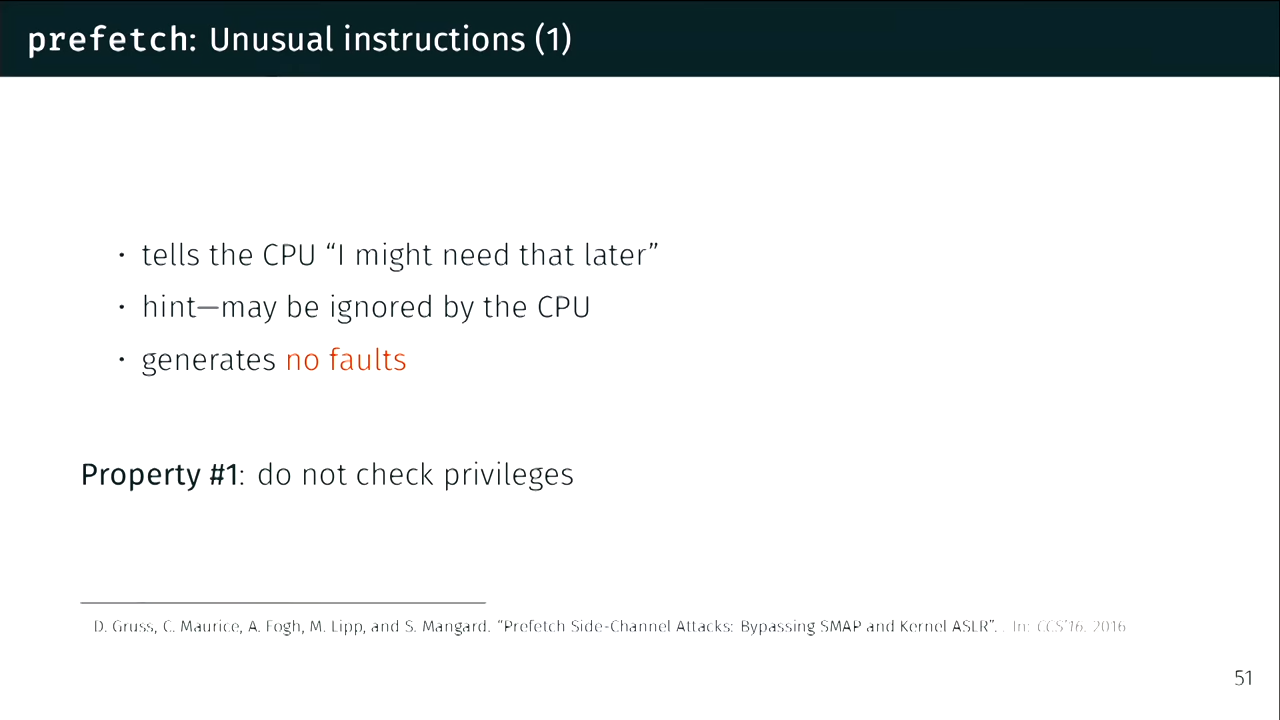 prefetch: Unusual instructions (1)
· tells the CPU “I might need that later”
· hint—may be ignored by the CPU
· generates no faults
Property #1: do not check privileges
D. Gruss, C. Maurice, A. Fogh, M. Lipp, and S. Mangard. “Prefetch Side-Channel Attacks: Bypassing SMAP and Kernel ASLR”. . In: CCS’16. 2016
51